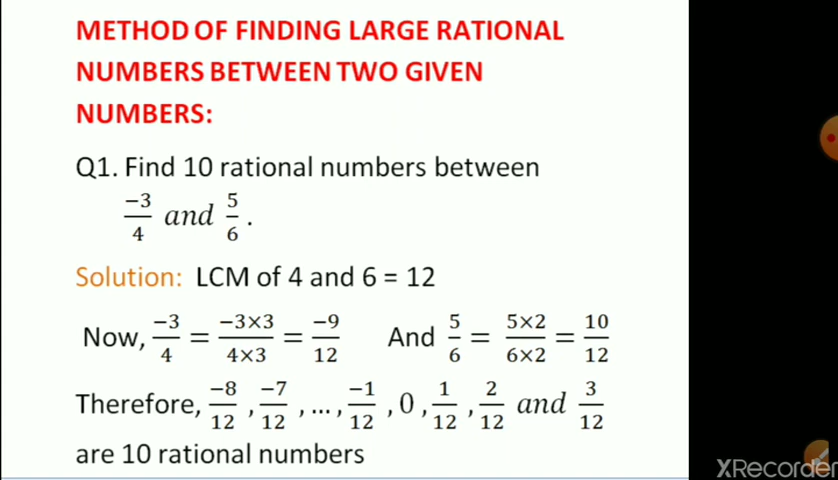 METHOD OF FINDING LARGE RATIONAL
NUMBERS BETWEEN TWO GIVEN
NUMBERS:
Q1. Find 10 rational numbers between
-3/4 and 5/6 .
Solution: LCM of 4 and 6 = 12
Now, -3/4 = -3×3/4×3 = -9/12 And 5/6 = 5×2/6×2 = 10/12
Therefore, -8/12 , -7/12 , ... , -1/12 , 0 , 1/12 , 2/12 and 3/12
are 10 rational numbers
XRecorder